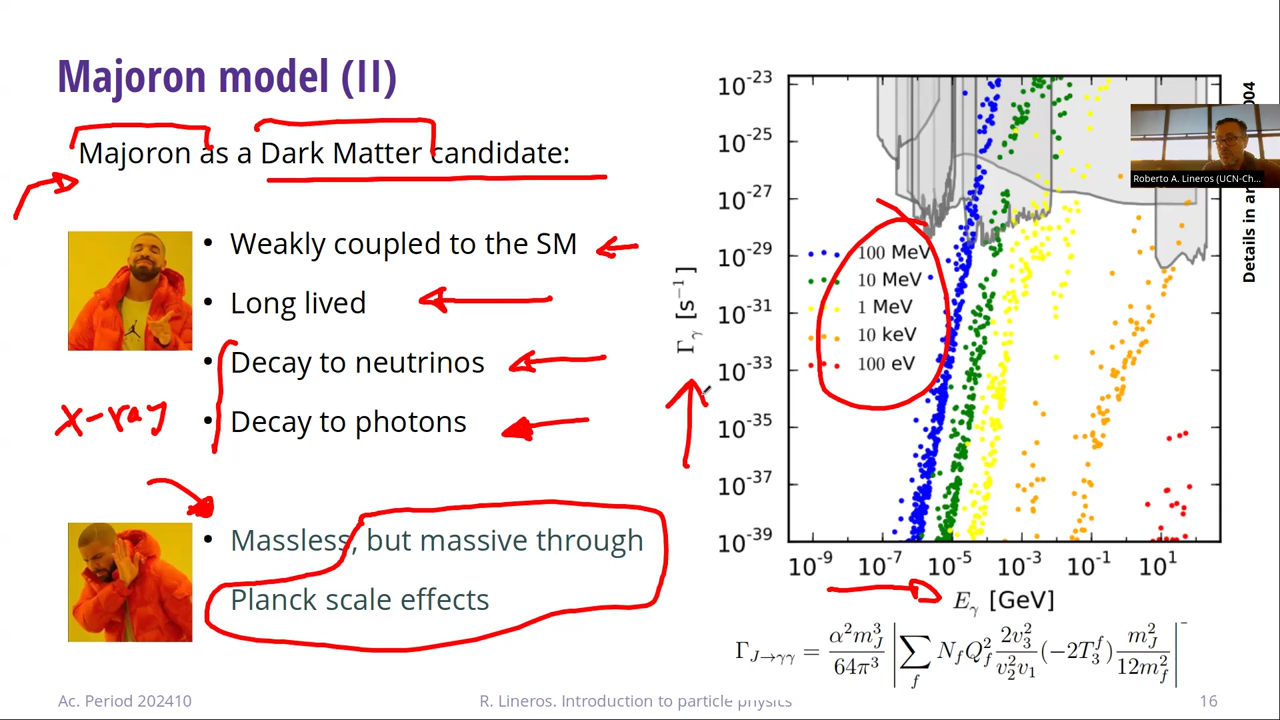 Majoron model (II)
Majoron as a Dark Matter candidate:
• Weakly coupled to the SM
• Long lived
• Decay to neutrinos
x-ray
• Decay to photons
• Massless, but massive through
Planck scale effects
10^-23
10^-25
10^-27
10^-29
10^-31
10^-33
10^-35
10^-37
10^-39
Γ_γ [s^-1]
100 MeV
10 MeV
1 MeV
10 keV
100 eV
10^-9 10^-7 10^-5 10^-3 10^-1 10^1
E_γ [GeV]
Details in ar 004
Roberto A. Lineros (UCN-Ch...
Γ_{J→γγ} = α²m_J³/64π³ |∑_f N_f Q_f² 2v_3²/v_2²v_1 (−2T_3^f) m_J²/12m_f²|
Ac. Period 202410 R. Lineros. Introduction to particle physics 16